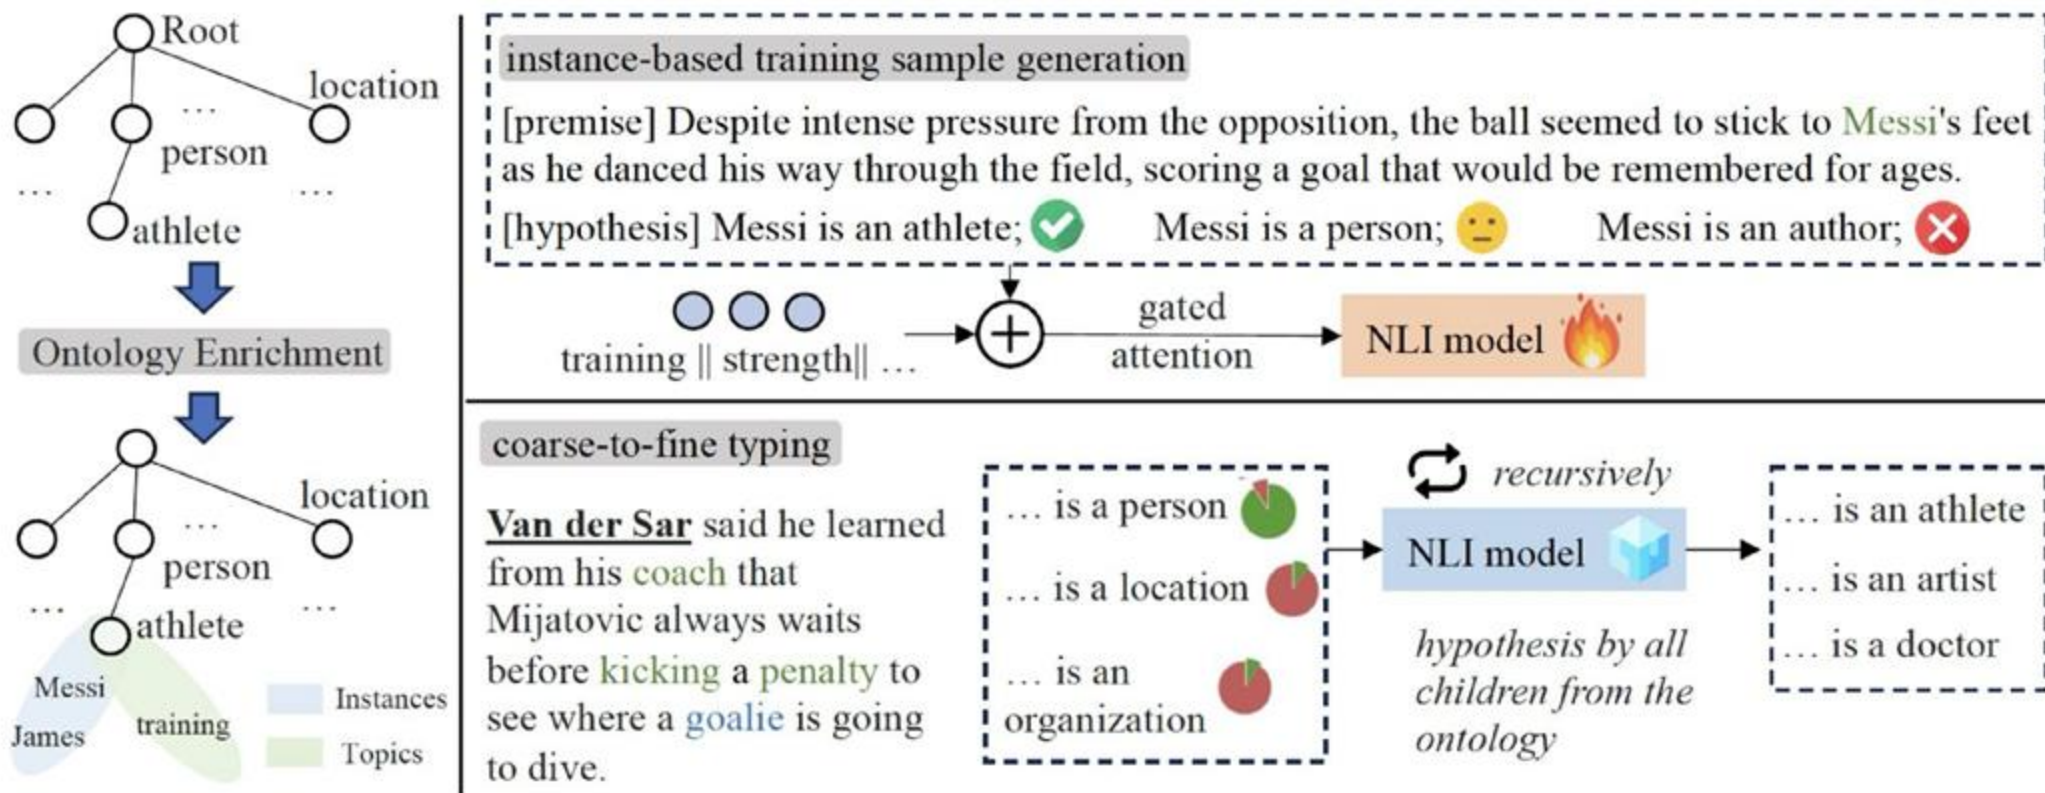 Root
location
...
person
...
...
athlete
Ontology Enrichment
location
...
person
...
...
athlete
Messi
James
training
Instances
Topics
instance-based training sample generation
[premise] Despite intense pressure from the opposition, the ball seemed to stick to Messi's feet
as he danced his way through the field, scoring a goal that would be remembered for ages.
[hypothesis] Messi is an athlete; Messi is a person; Messi is an author;
training || strength|| ...
gated
attention
NLI model
coarse-to-fine typing
Van der Sar said he learned
from his coach that
Mijatovic always waits
before kicking a penalty to
see where a goalie is going
to dive.
... is a person
... is a location
... is an
organization
recursively
NLI model
hypothesis by all
children from the
ontology
... is an athlete
... is an artist
... is a doctor